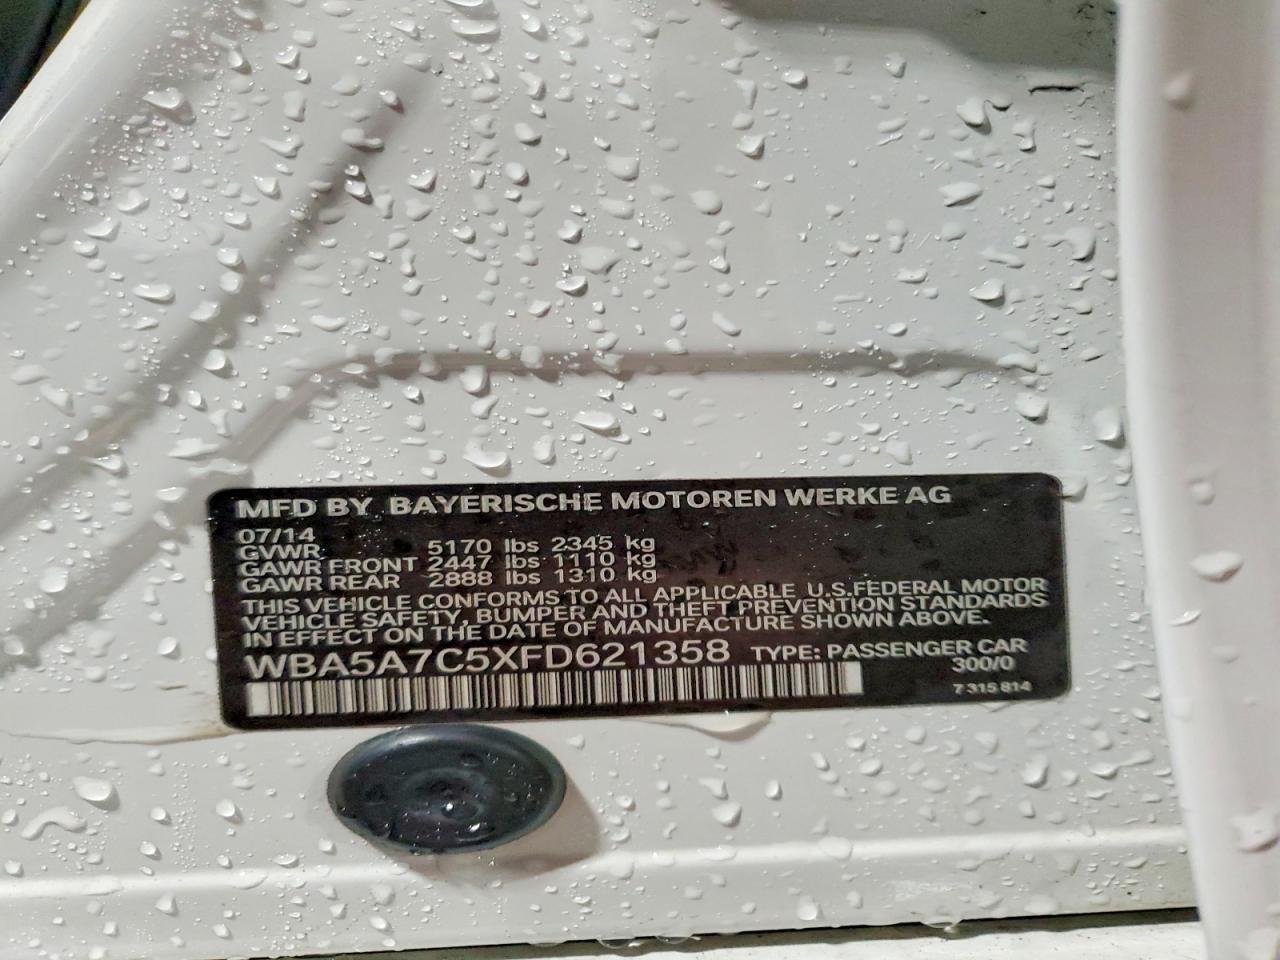 MFD BY BAYERISCHE MOTOREN WERKE AG
07/14
GVWR 5170 lbs 2345 kg
GAWR FRONT 2447 lbs 1110 kg
GAWR REAR 2888 lbs 1310 kg
THIS VEHICLE CONFORMS TO ALL APPLICABLE U.S.FEDERAL MOTOR
VEHICLE SAFETY, BUMPER AND THEFT PREVENTION STANDARDS
IN EFFECT ON THE DATE OF MANUFACTURE SHOWN ABOVE.
WBA5A7C5XFD621358 TYPE: PASSENGER CAR
300/0
7 315 814